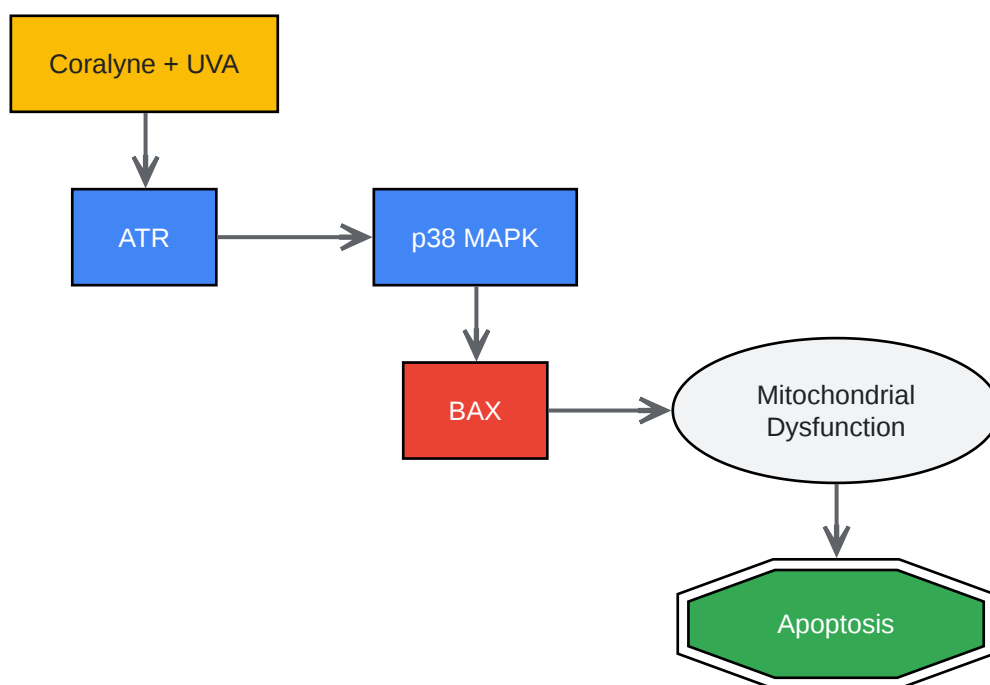 Coralyne + UVA
ATR
p38 MAPK
BAX
Mitochondrial
Dysfunction
Apoptosis